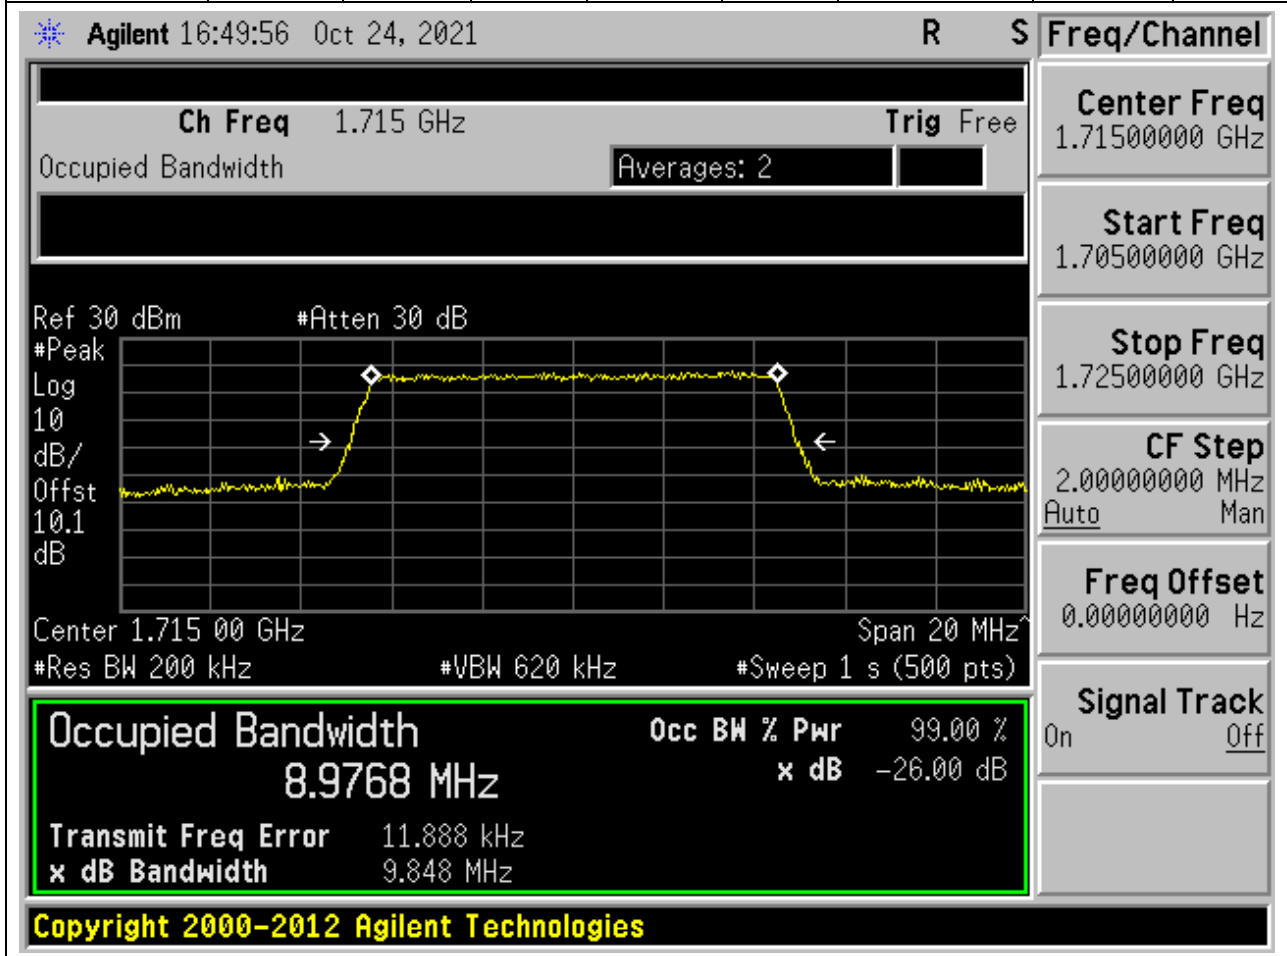 Agilent 16:49:56 Oct 24, 2021 R S Freq/Channel
Ch Freq 1.715 GHz Trig Free
Occupied Bandwidth Averages: 2
Center Freq
1.71500000 GHz
Start Freq
1.70500000 GHz
Stop Freq
1.72500000 GHz
CF Step
2.00000000 MHz
Auto Man
Freq Offset
0.00000000 Hz
Signal Track
On Off
Ref 30 dBm #Atten 30 dB
#Peak
Log
10
dB/
Offst
10.1
dB
Center 1.715 00 GHz Span 20 MHz^
#Res BW 200 kHz #VBW 620 kHz #Sweep 1 s (500 pts)
Occupied Bandwidth Occ BW % Pwr 99.00 %
8.9768 MHz x dB -26.00 dB
Transmit Freq Error 11.888 kHz
x dB Bandwidth 9.848 MHz
Copyright 2000-2012 Agilent Technologies